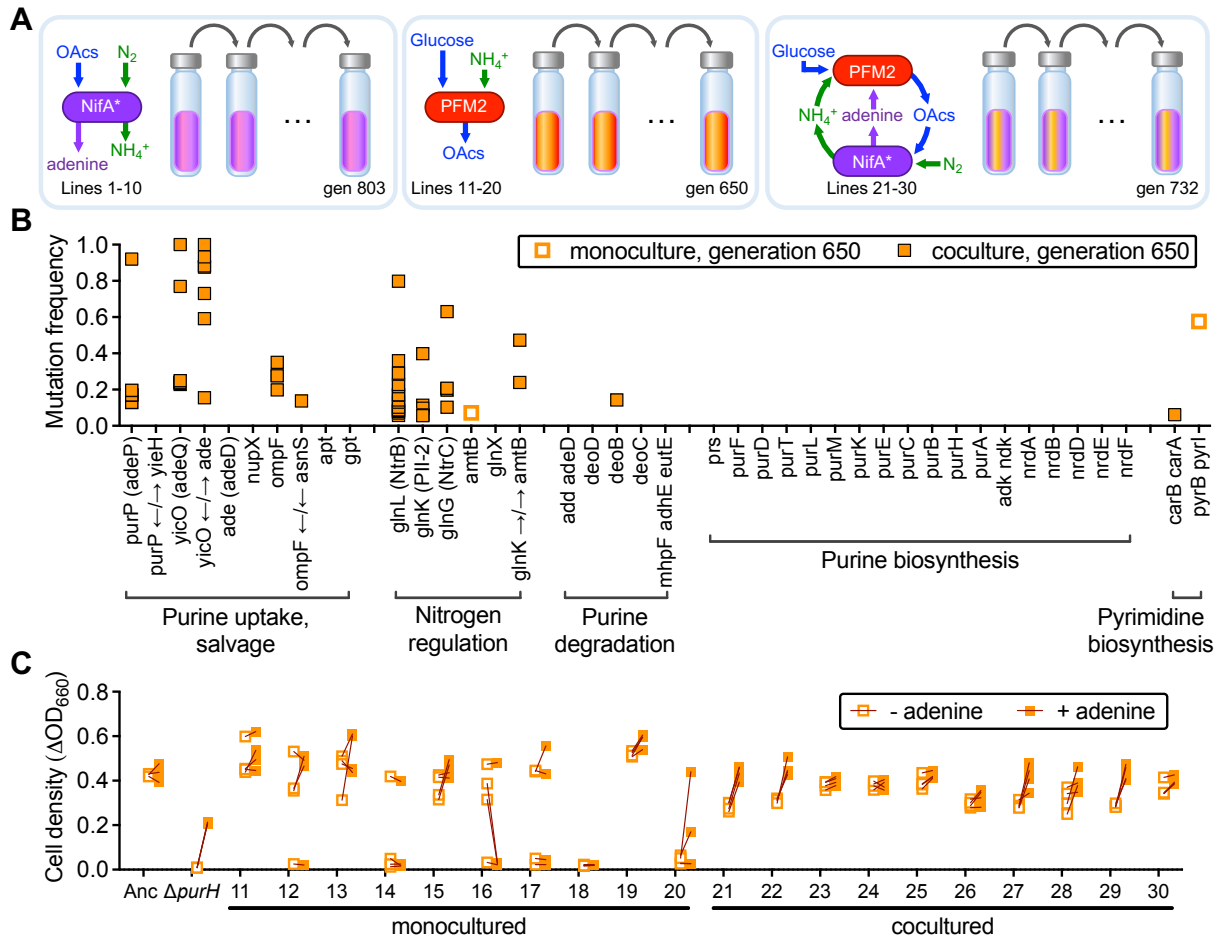 A
OAcs
N2
NifA*
adenine
NH4+
Lines 1-10
...
gen 803
Glucose
NH4+
PFM2
OAcs
Lines 11-20
...
gen 650
Glucose
PFM2
NH4+
adenine
OAcs
NifA*
N2
Lines 21-30
...
gen 732
B
monoculture, generation 650
coculture, generation 650
Mutation frequency
1.0
0.8
0.6
0.4
0.2
0.0
purP (adeP)
purP ←/→ yieH
yicO (adeQ)
yicO ←/→ ade
ade (adeD)
nupX
ompF
ompF ←/← asnS
apt
gpt
glnL (NtrB)
glnK (PII-2)
glnG (NtrC)
amtB
glnX
glnK →/→ amtB
add adeD
deoD
deoB
deoC
mhpF adhE eutE
prs
purF
purD
purT
purL
purM
purK
purE
purC
purB
purH
purA
adk ndk
nrdA
nrdB
nrdD
nrdE
nrdF
carB carA
pyrB pyrI
Purine uptake,
salvage
Nitrogen
regulation
Purine
degradation
Purine biosynthesis
Pyrimidine
biosynthesis
C
Cell density (ΔOD660)
0.8
0.6
0.4
0.2
0.0
- adenine
+ adenine
Anc ΔpurH 11 12 13 14 15 16 17 18 19 20 21 22 23 24 25 26 27 28 29 30
monocultured
cocultured